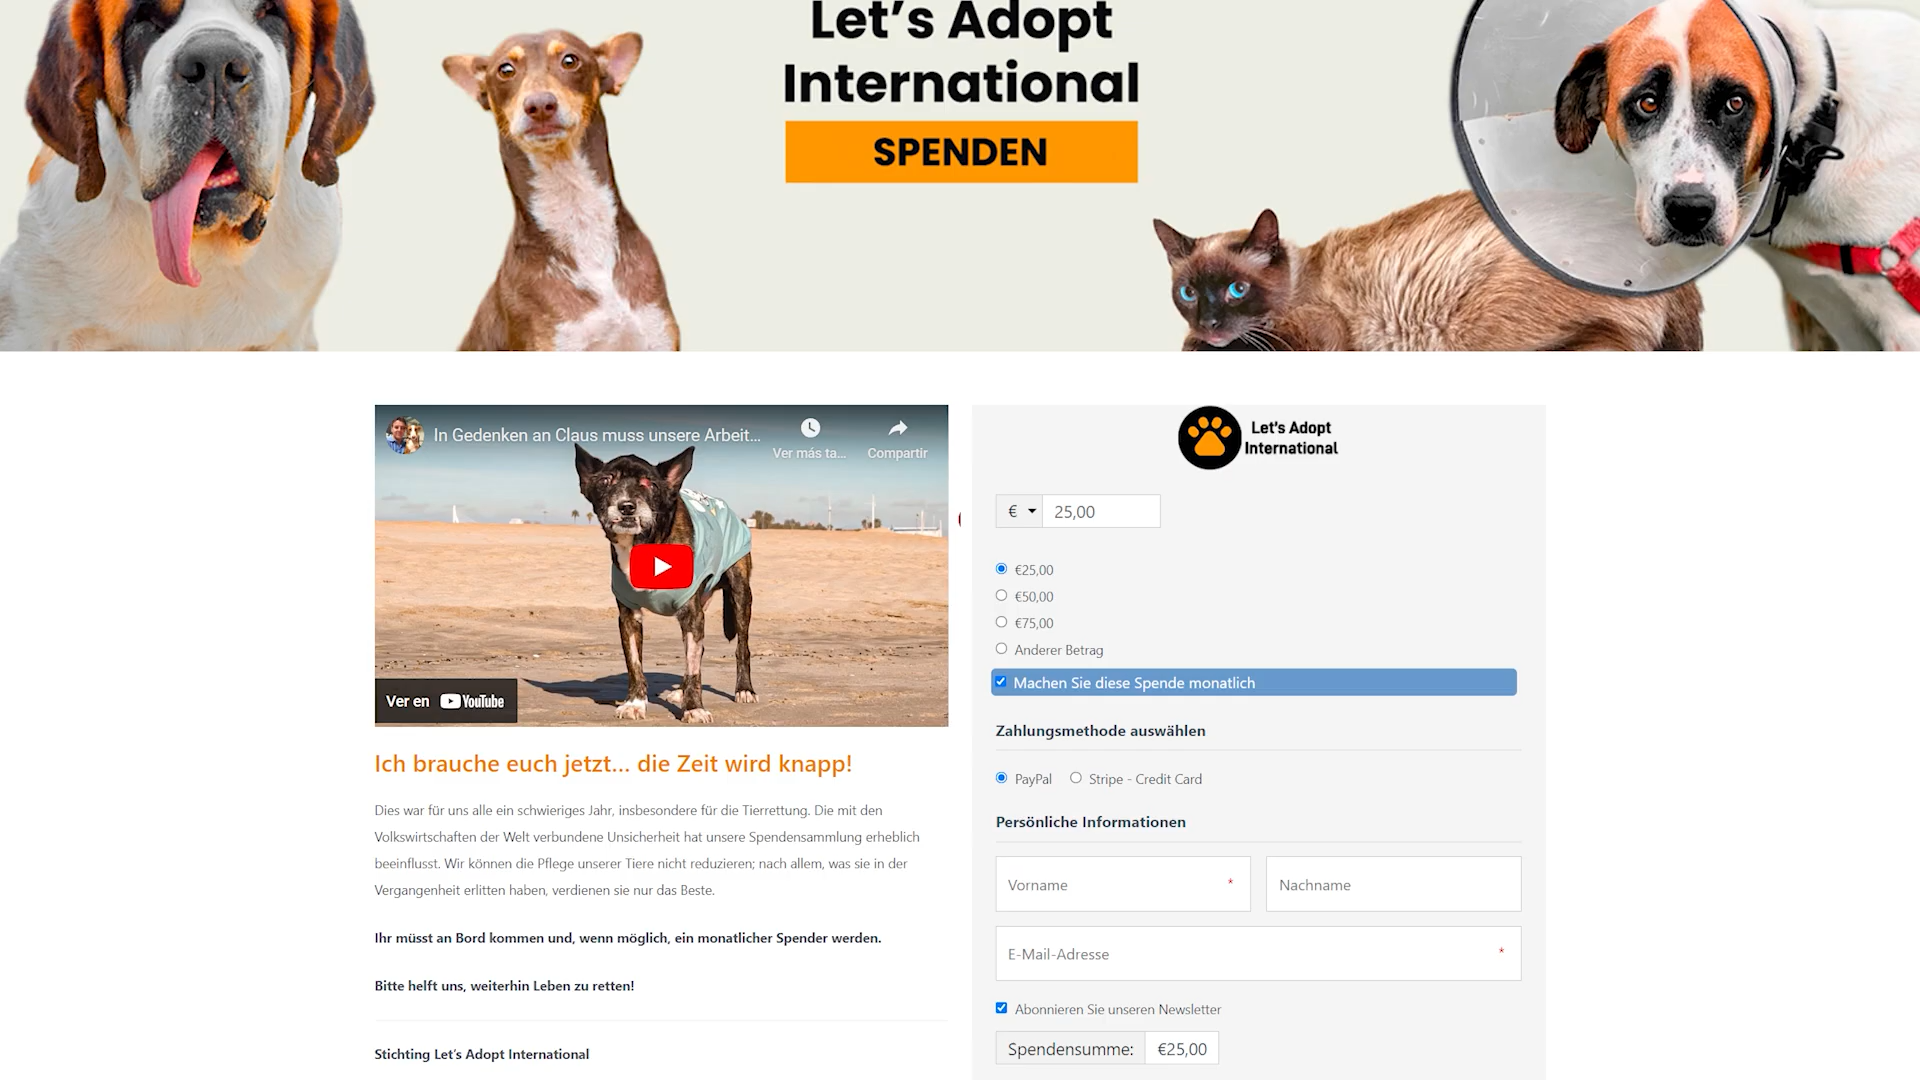 Let’s Adopt
International
SPENDEN
In Gedenken an Claus muss unsere Arbeit...
Ver más ta...
Compartir
Ver en YouTube
Ich brauche euch jetzt... die Zeit wird knapp!
Dies war für uns alle ein schwieriges Jahr, insbesondere für die Tierrettung. Die mit den
Volkswirtschaften der Welt verbundene Unsicherheit hat unsere Spendensammlung erheblich
beeinflusst. Wir können die Pflege unserer Tiere nicht reduzieren; nach allem, was sie in der
Vergangenheit erlitten haben, verdienen sie nur das Beste.
Ihr müsst an Bord kommen und, wenn möglich, ein monatlicher Spender werden.
Bitte helft uns, weiterhin Leben zu retten!
Stichting Let’s Adopt International
Let’s Adopt
International
€ 25,00
€25,00
€50,00
€75,00
Anderer Betrag
Machen Sie diese Spende monatlich
Zahlungsmethode auswählen
PayPal Stripe - Credit Card
Persönliche Informationen
Vorname * Nachname
E-Mail-Adresse *
Abonnieren Sie unseren Newsletter
Spendensumme: €25,00